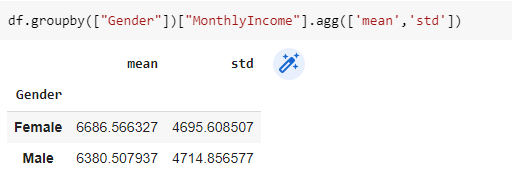 df.groupby(["Gender"])["MonthlyIncome"].agg(['mean','std'])
mean std
Gender
Female 6686.566327 4695.608507
Male 6380.507937 4714.856577